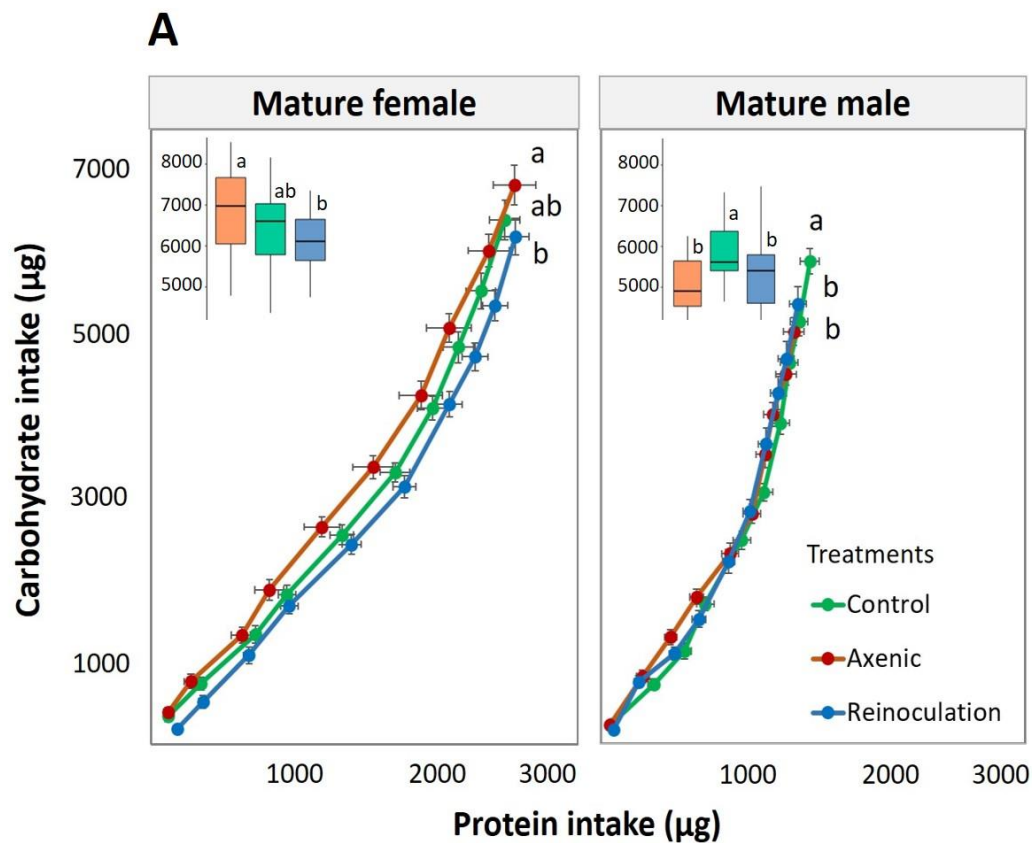 A
Mature female
Mature male
Carbohydrate intake (µg)
7000
5000
3000
1000
8000
7000
6000
5000
a
ab
b
a
ab
b
8000
7000
6000
5000
b
a
b
a
b
b
Treatments
Control
Axenic
Reinoculation
1000
2000
3000
1000
2000
3000
Protein intake (µg)